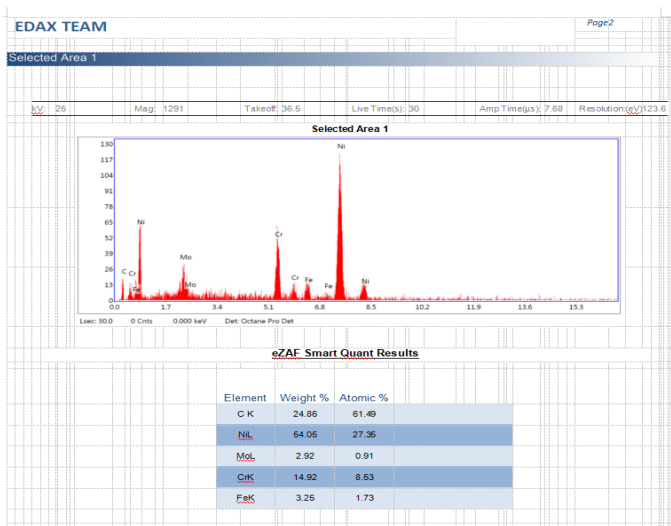 EDAX TEAM
Page2
Selected Area 1
kV: 25 Mag: 1291 Takeoff: 36.5 Live Time(s): 30 Amp Time(µs): 7.68 Resolution:(eV)123.6
Selected Area 1
130
117
104
91
78
65
52
39
26
13
0
C Cr Fe Ni Mo Mo Cr Cr Fe Fe Ni Ni
0.0 1.7 3.4 5.1 6.8 8.5 10.2 11.9 13.6 15.3
Lsec: 30.0 0 Cnts 0.000 keV Det: Octane Pro Det
eZAF Smart Quant Results
Element Weight % Atomic %
C K 24.86 61.49
NiL 54.05 27.35
MoL 2.92 0.91
CrK 14.92 8.53
FeK 3.25 1.73